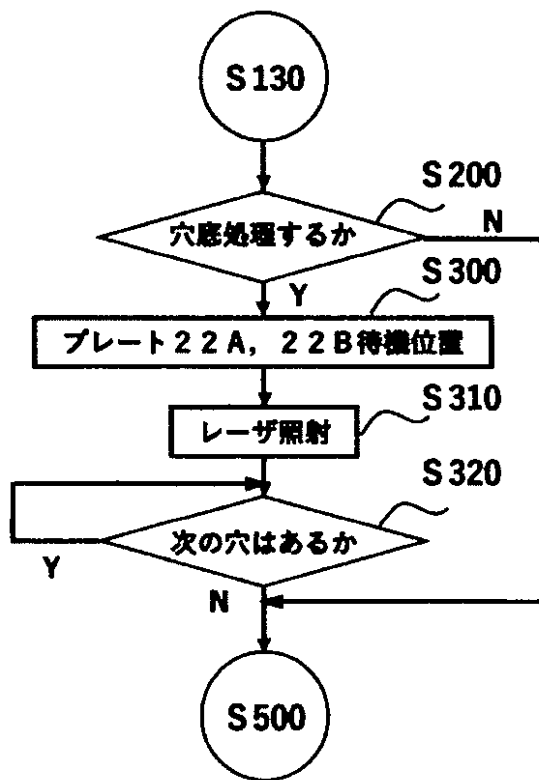 S130
S200
穴底処理するか
N
S300
Y
プレート22A，22B待機位置
S310
レーザ照射
S320
次の穴はあるか
Y
N
S500